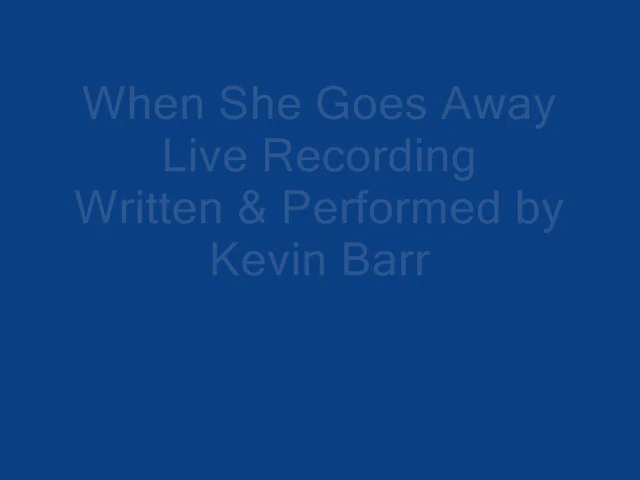 When She Goes Away
Live Recording
Written & Performed by
Kevin Barr